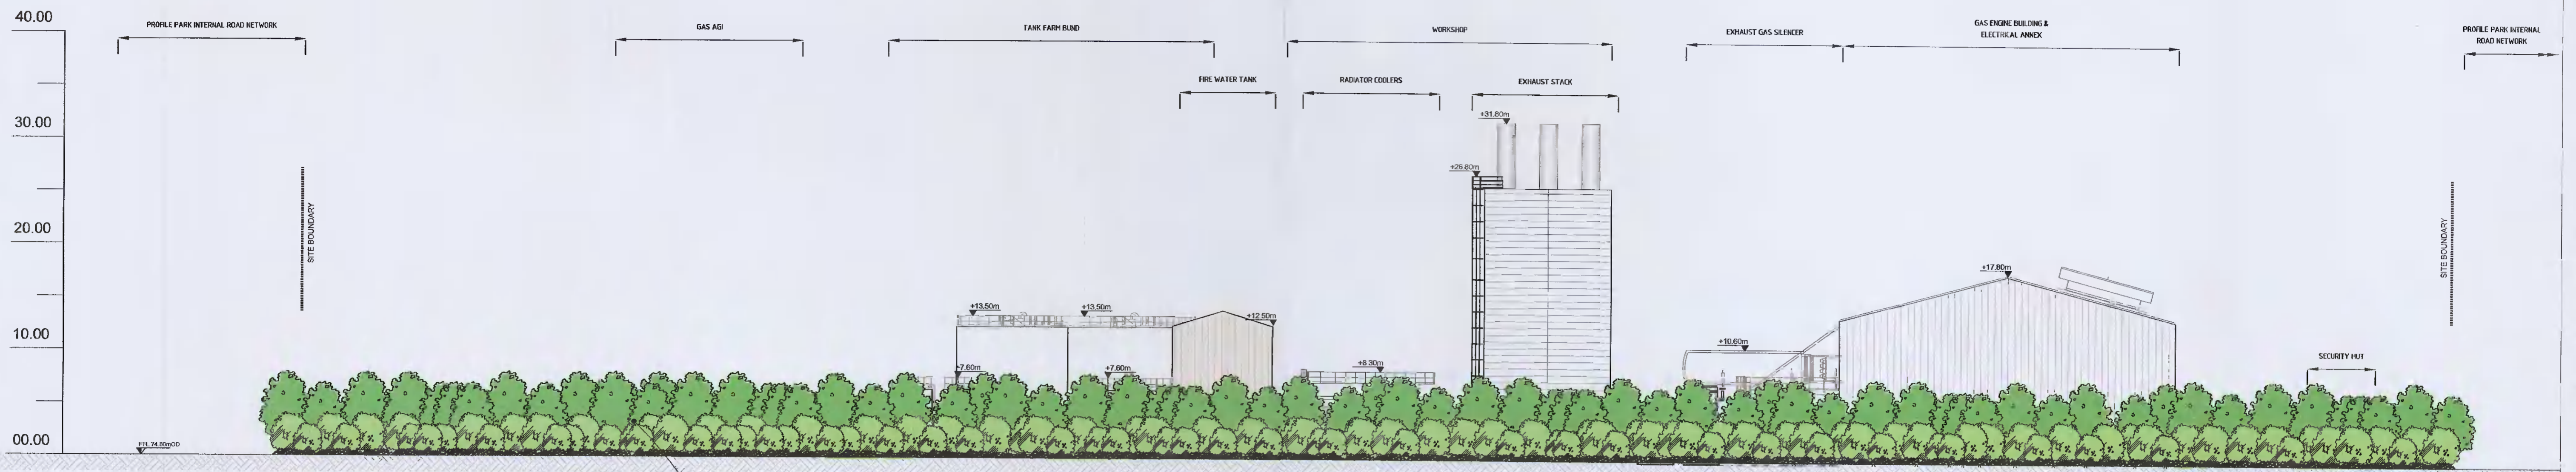 40.00
30.00
20.00
10.00
00.00
PROFILE PARK INTERNAL ROAD NETWORK
GAS AGI
TANK FARM BUND
WORKSHOP
EXHAUST GAS SILENCER
GAS ENGINE BUILDING &
ELECTRICAL ANNEX
PROFILE PARK INTERNAL
ROAD NETWORK
FIRE WATER TANK
RADIATOR COOLERS
EXHAUST STACK
+31.80m
+26.80m
SITE BOUNDARY
SITE BOUNDARY
+17.80m
+13.50m
+13.50m
+12.50m
+10.60m
+7.60m
+7.60m
+8.30m
SECURITY HUT
FFL 74.80mOD